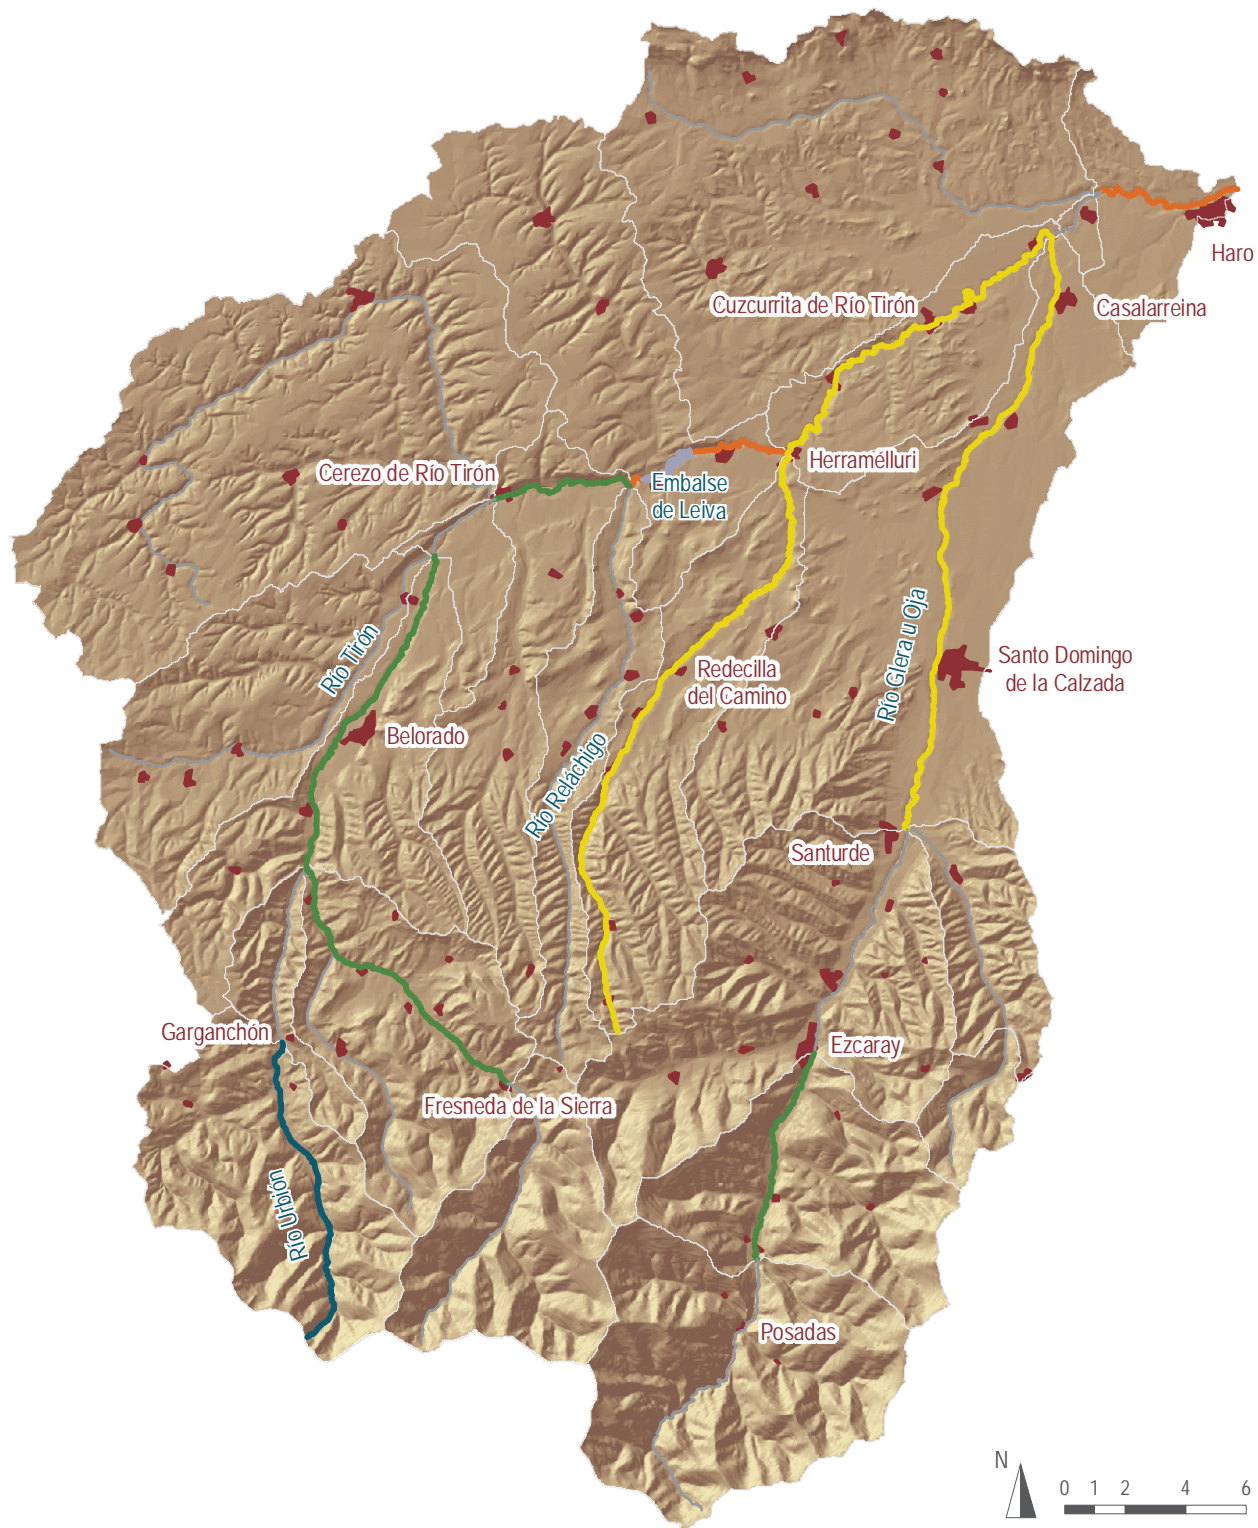 Haro
Cuzcurrita de Río Tirón
Casalarreina
Herramélluri
Cerezo de Río Tirón
Embalse
de Leiva
Río Tirón
Río Glera u Oja
Santo Domingo
de la Calzada
Redecilla
del Camino
Belorado
Río Reláchigo
Santurde
Garganchón
Ezcaray
Fresneda de la Sierra
Río Urbión
Posadas
N
0 1 2 4 6